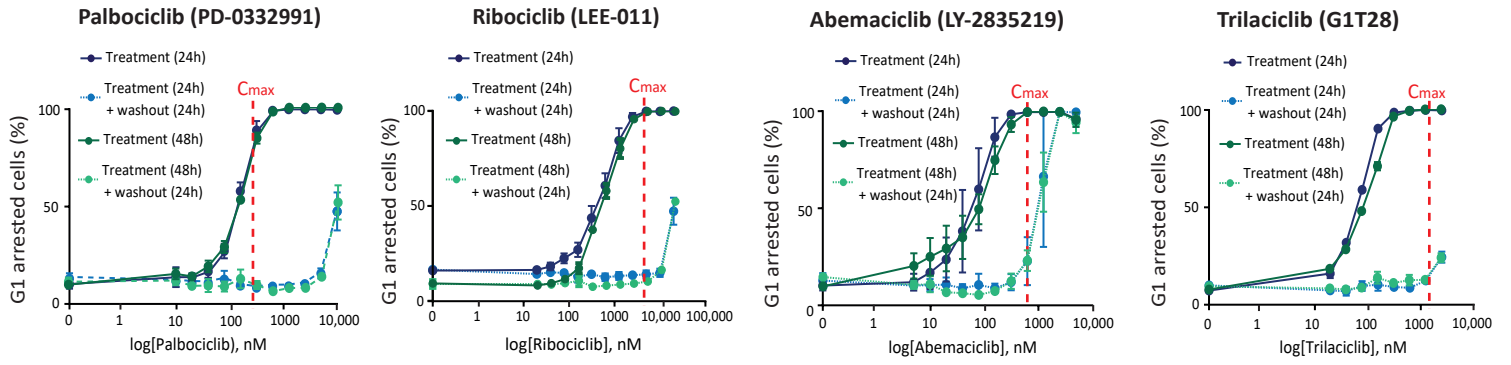 Palbociclib (PD-0332991)
Treatment (24h)
Treatment (24h)
+ washout (24h)
Treatment (48h)
Treatment (48h)
+ washout (24h)
Cmax
G1 arrested cells (%)
100
50
0
0 1 10 100 1000 10,000
log[Palbociclib], nM
Ribociclib (LEE-011)
Treatment (24h)
Treatment (24h)
+ washout (24h)
Treatment (48h)
Treatment (48h)
+ washout (24h)
Cmax
G1 arrested cells (%)
100
50
0
0 1 10 100 1000 10,000 100,000
log[Ribociclib], nM
Abemaciclib (LY-2835219)
Treatment (24h)
Treatment (24h)
+ washout (24h)
Treatment (48h)
Treatment (48h)
+ washout (24h)
Cmax
G1 arrested cells (%)
100
50
0
0 1 10 100 1000 10,000
log[Abemaciclib], nM
Trilaciclib (G1T28)
Treatment (24h)
Treatment (24h)
+ washout (24h)
Treatment (48h)
Treatment (48h)
+ washout (24h)
Cmax
G1 arrested cells (%)
100
50
0
0 1 10 100 1000 10,000
log[Trilaciclib], nM